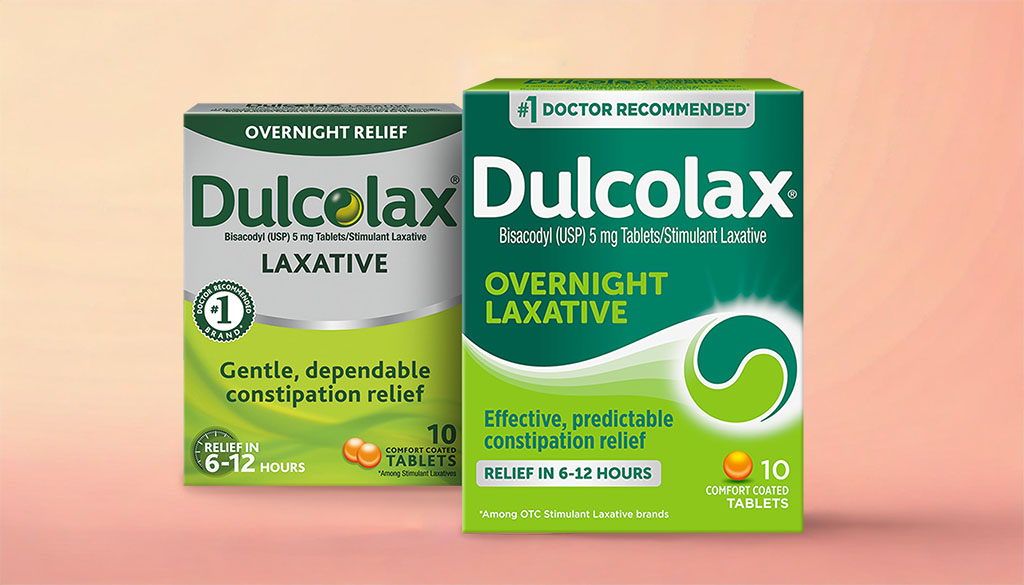 Dulcolax
OVERNIGHT RELIEF
Dulcolax®
Bisacodyl (USP) 5 mg Tablets/Stimulant Laxative
LAXATIVE
DOCTOR RECOMMENDED
#1
BRAND*
Gentle, dependable
constipation relief
RELIEF IN
6-12 HOURS
10
COMFORT COATED
TABLETS
*Among Stimulant Laxatives
Dulcolax
#1 DOCTOR RECOMMENDED*
Dulcolax®
Bisacodyl (USP) 5 mg Tablets/Stimulant Laxative
OVERNIGHT
LAXATIVE
Effective, predictable
constipation relief
RELIEF IN 6-12 HOURS
10
COMFORT COATED
TABLETS
*Among OTC Stimulant Laxative brands